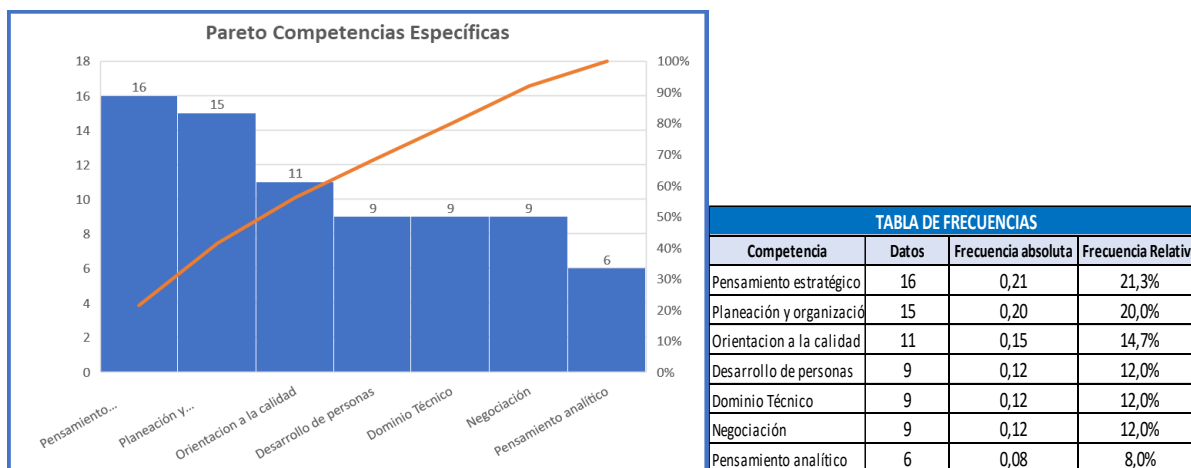 Pareto Competencias Específicas
18
16
14
12
10
8
6
4
2
0
100%
90%
80%
70%
60%
50%
40%
30%
20%
10%
0%
16
15
11
9
9
9
6
Pensamiento...
Planeación y...
Orientacion a la calidad
Desarrollo de personas
Dominio Técnico
Negociación
Pensamiento analítico
TABLA DE FRECUENCIAS
Competencia Datos Frecuencia absoluta Frecuencia Relativ
Pensamiento estratégico 16 0,21 21,3%
Planeación y organizació 15 0,20 20,0%
Orientacion a la calidad 11 0,15 14,7%
Desarrollo de personas 9 0,12 12,0%
Dominio Técnico 9 0,12 12,0%
Negociación 9 0,12 12,0%
Pensamiento analítico 6 0,08 8,0%